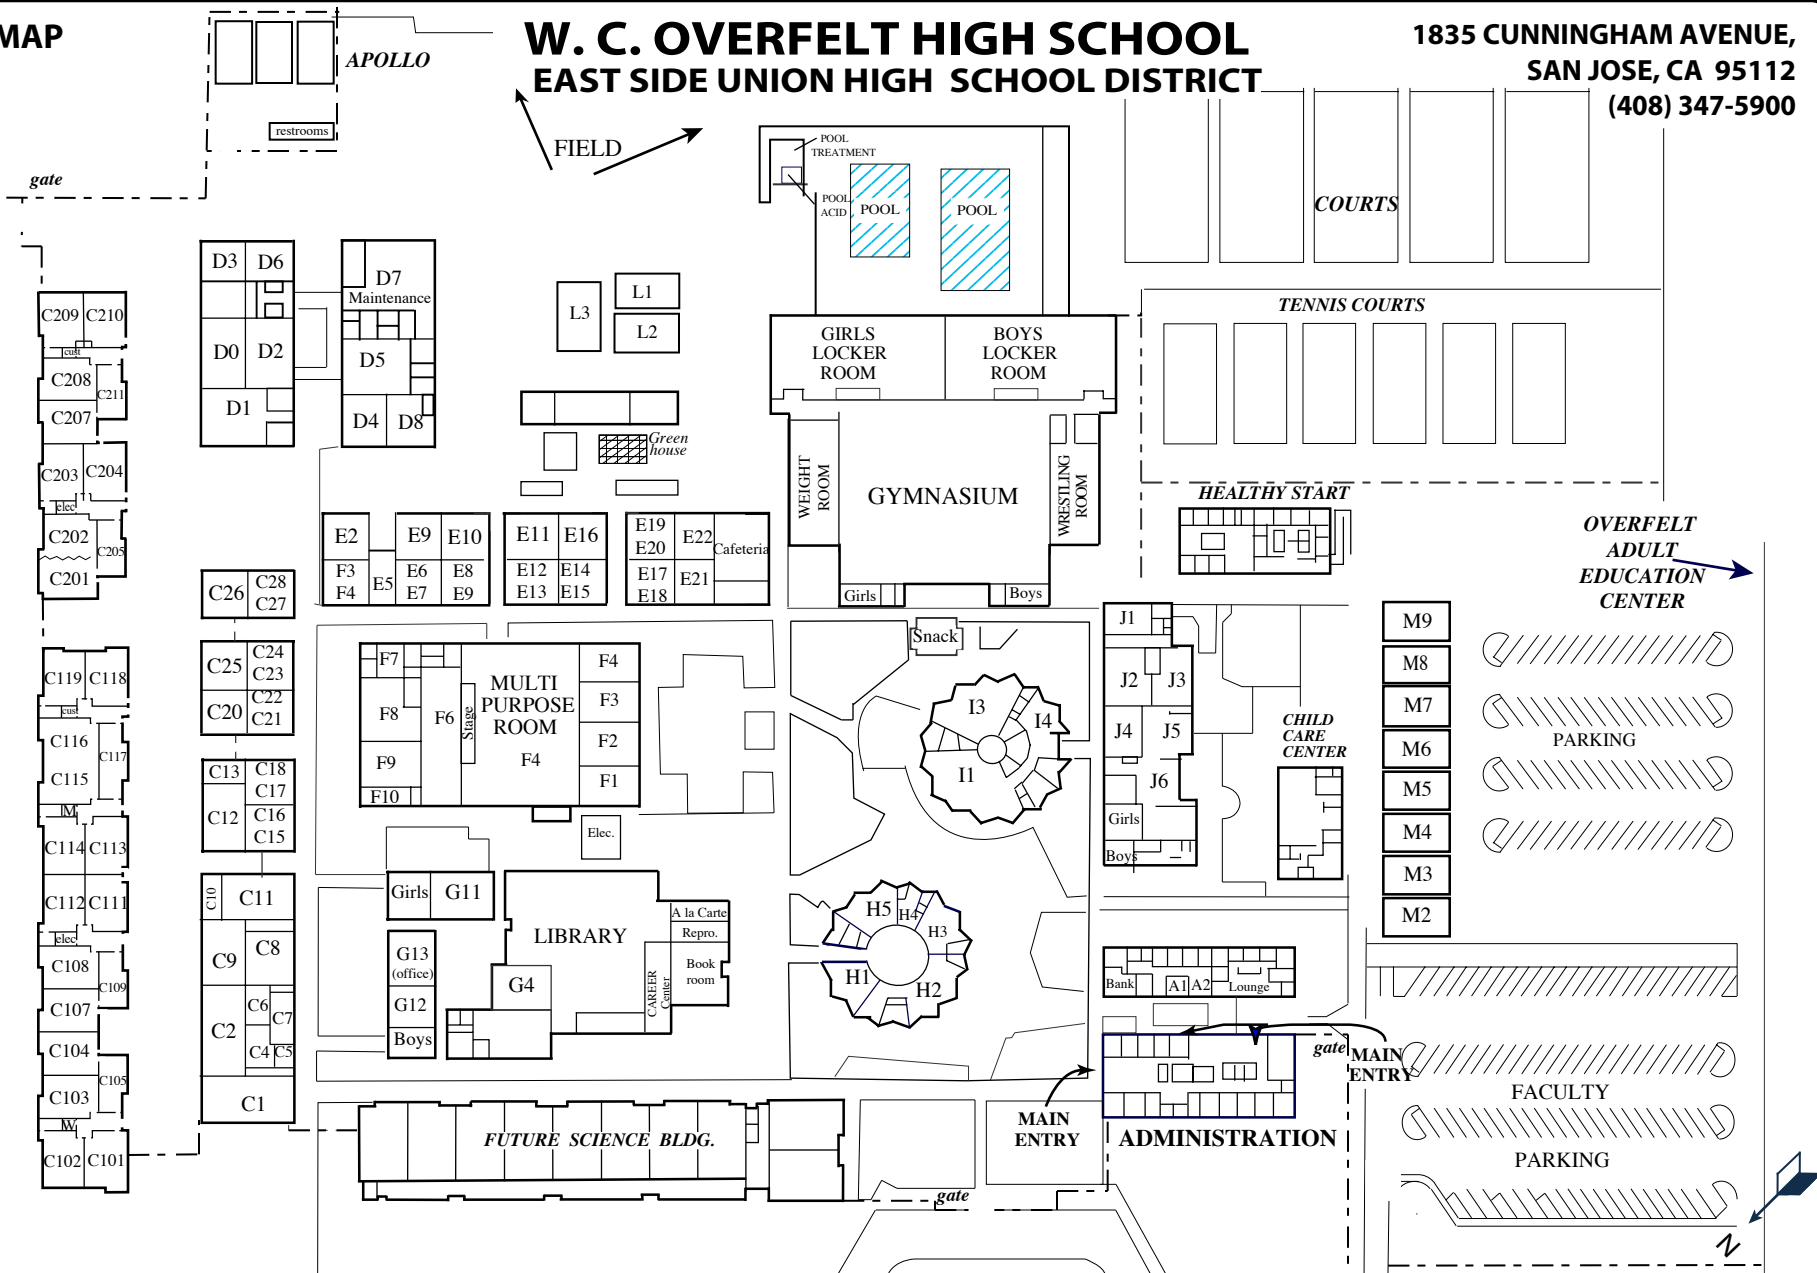 MAP
W. C. OVERFELT HIGH SCHOOL
EAST SIDE UNION HIGH SCHOOL DISTRICT
1835 CUNNINGHAM AVENUE,
SAN JOSE, CA 95112
(408) 347-5900
APOLLO
restrooms
gate
FIELD
POOL
TREATMENT
POOL
ACID
POOL
POOL
COURTS
TENNIS COURTS
D3 D6
D0 D2
D1
D7
Maintenance
D5
D4 D8
L3
L1
L2
Green
house
GIRLS
LOCKER
ROOM
BOYS
LOCKER
ROOM
WEIGHT
ROOM
GYMNASIUM
WRESTLING
ROOM
Girls
Boys
HEALTHY START
OVERFELT
ADULT
EDUCATION
CENTER
C209 C210
cust
C208
C211
C207
C203 C204
elec
C202
C205
C201
E2
F3
F4
E5
E9 E10
E6 E8
E7 E9
E11 E16
E12 E14
E13 E15
E19
E20
E22
Cafeteria
E17
E18
E21
C26
C28
C27
C25
C24
C23
C20
C22
C21
C13
C18
C17
C12
C16
C15
C10
C11
C9
C8
C2
C6
C7
C4 C5
C1
C119 C118
cust
C116
C117
C115
M
C114 C113
C112 C111
elec
C108
C109
C107
C104
C105
C103
W
C102 C101
F7
F8
F9
F10
F6
Stage
MULTI
PURPOSE
ROOM
F4
F4
F3
F2
F1
Elec.
Snack
I3
I4
I1
J1
J2 J3
J4 J5
J6
Girls
Boys
CHILD
CARE
CENTER
M9
M8
M7
M6
M5
M4
M3
M2
PARKING
Girls G11
G13
(office)
G12
Boys
LIBRARY
G4
A la Carte
Repro.
CAREER
Center
Book
room
H5
H4
H3
H1
H2
Bank
A1 A2
Lounge
gate
MAIN
ENTRY
MAIN
ENTRY
ADMINISTRATION
FUTURE SCIENCE BLDG.
gate
FACULTY
PARKING
N